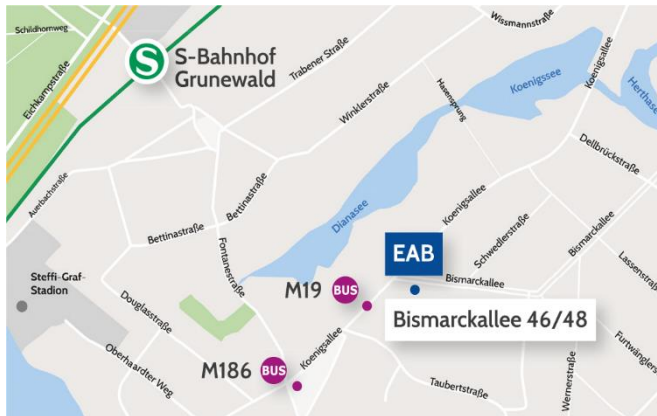 Schildhornweg
Eichkampstraße
S
S-Bahnhof
Grunewald
Trabener Straße
Wissmannstraße
Koenigsallee
Koenigssee
Herthasee
Hasensprung
Winklerstraße
Dellbrückstraße
Auerbachstraße
Bettinastraße
Bettinastraße
Dianasee
Koenigsallee
Schwedlerstraße
Bismarckallee
Lassenstraße
Fontanestraße
EAB
Bismarckallee
Steffi-Graf-
Stadion
M19 BUS
Bismarckallee 46/48
Douglasstraße
Oberhaardter Weg
Koenigsallee
M186 BUS
Taubertstraße
Wernerstraße